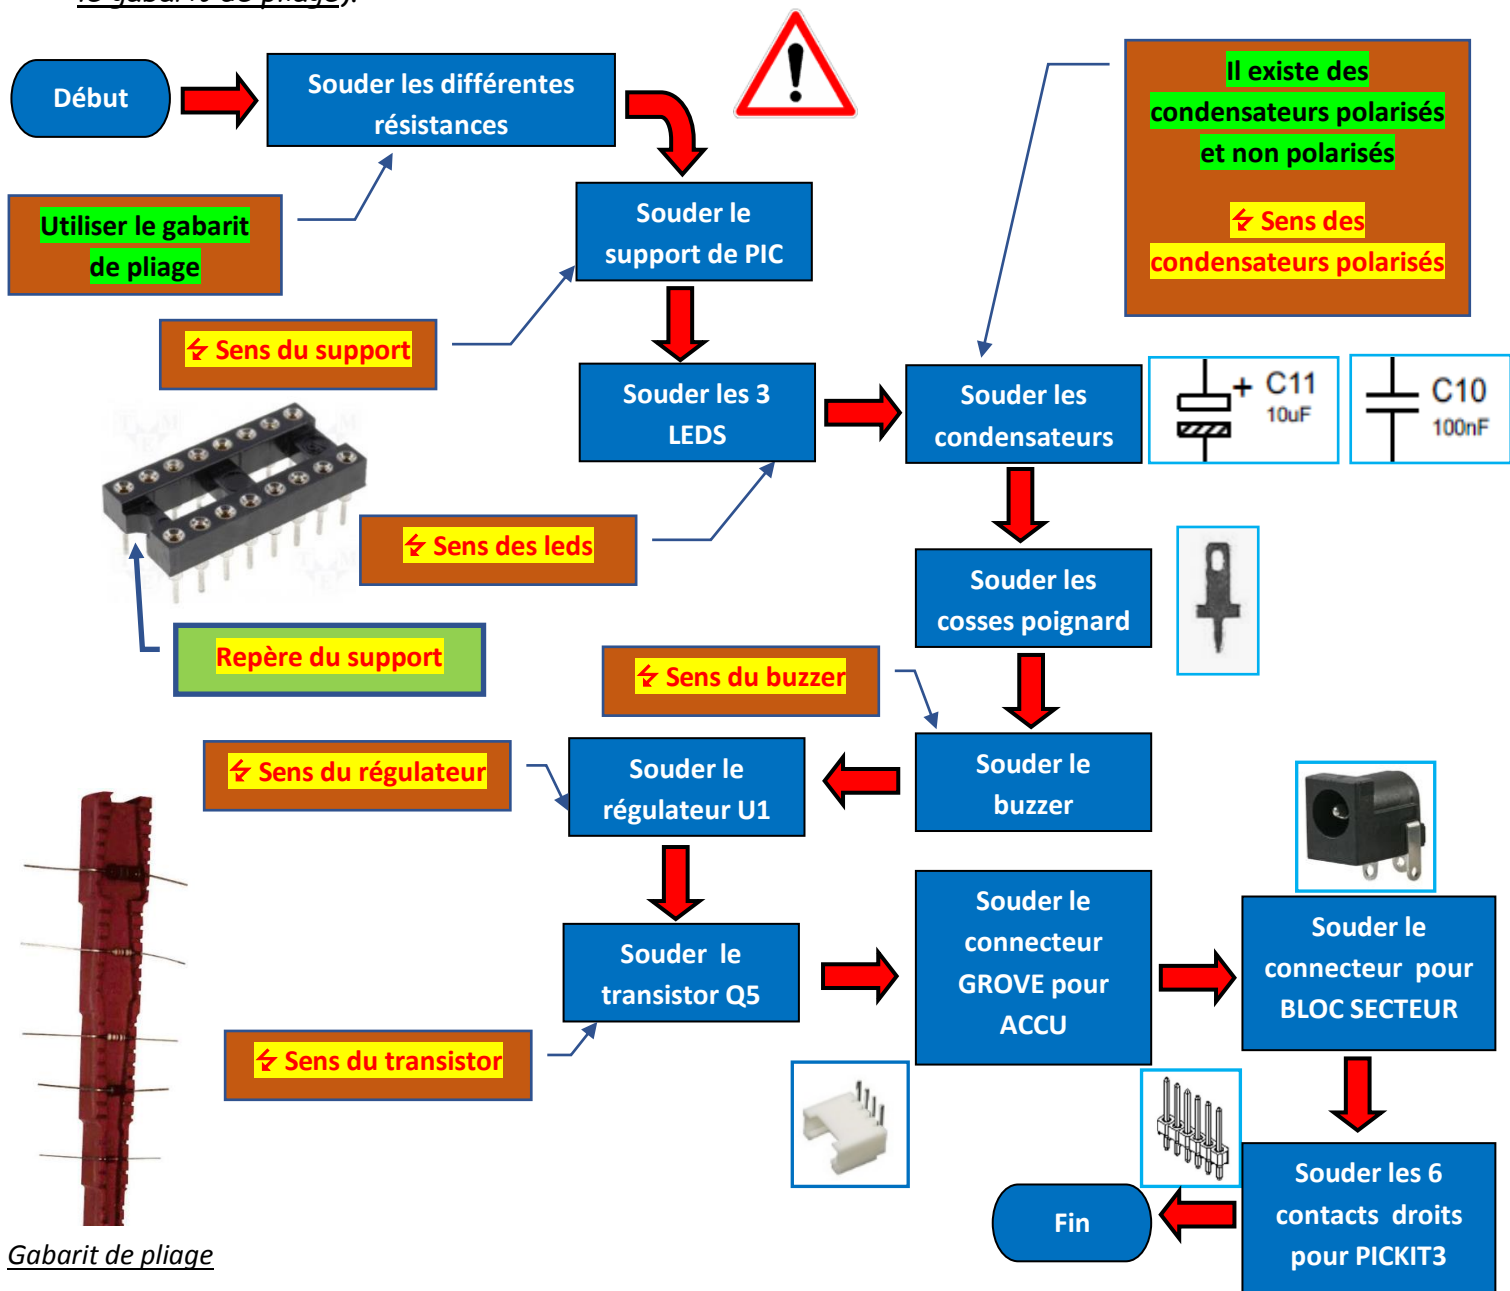 le gabarit de pliage).
Début
Souder les différentes
résistances
Il existe des
condensateurs polarisés
et non polarisés
Sens des
condensateurs polarisés
Utiliser le gabarit
de pliage
Souder le
support de PIC
Sens du support
Souder les 3
LEDS
Souder les
condensateurs
+ C11
10uF
C10
100nF
Sens des leds
Souder les
cosses poignard
Repère du support
Sens du buzzer
Sens du régulateur
Souder le
régulateur U1
Souder le
buzzer
Souder le
transistor Q5
Souder le
connecteur
GROVE pour
ACCU
Souder le
connecteur pour
BLOC SECTEUR
Sens du transistor
Souder les 6
contacts droits
pour PICKIT3
Fin
Gabarit de pliage